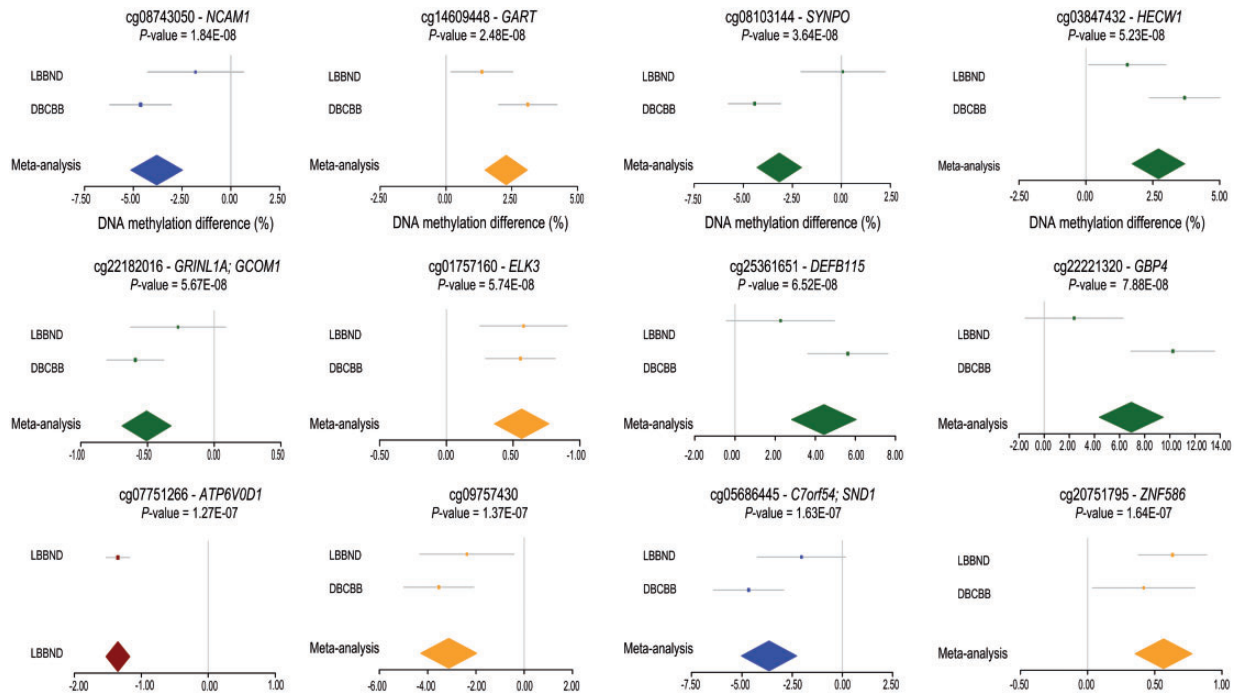 cg08743050 - NCAM1
P-value = 1.84E-08
LBBND
DBCBB
Meta-analysis
-7.50 -5.00 -2.50 0.00 2.50
DNA methylation difference (%)
cg14609448 - GART
P-value = 2.48E-08
LBBND
DBCBB
Meta-analysis
-2.50 0.00 2.50 5.00
DNA methylation difference (%)
cg08103144 - SYNPO
P-value = 3.64E-08
LBBND
DBCBB
Meta-analysis
-7.50 -5.00 -2.50 0.00 2.50
DNA methylation difference (%)
cg03847432 - HECW1
P-value = 5.23E-08
LBBND
DBCBB
Meta-analysis
-2.50 0.00 2.50 5.00
DNA methylation difference (%)
cg22182016 - GRINL1A; GCOM1
P-value = 5.67E-08
LBBND
DBCBB
Meta-analysis
-1.00 -0.50 0.00 0.50
cg01757160 - ELK3
P-value = 5.74E-08
LBBND
DBCBB
Meta-analysis
-0.50 0.00 0.50 -1.00
cg25361651 - DEFB115
P-value = 6.52E-08
LBBND
DBCBB
Meta-analysis
2.00 0.00 2.00 4.00 6.00 8.00
cg22221320 - GBP4
P-value = 7.88E-08
LBBND
DBCBB
Meta-analysis
-2.00 0.00 2.00 4.00 6.00 8.00 10.00 12.00 14.00
cg07751266 - ATP6V0D1
P-value = 1.27E-07
LBBND
LBBND
-2.00 -1.00 0.00 1.00
cg09757430
P-value = 1.37E-07
LBBND
DBCBB
Meta-analysis
-6.00 -4.00 -2.00 0.00 2.00
cg05686445 - C7orf54; SND1
P-value = 1.63E-07
LBBND
DBCBB
Meta-analysis
-7.50 -5.00 -2.50 0.00 2.50
cg20751795 - ZNF586
P-value = 1.64E-07
LBBND
DBCBB
Meta-analysis
-0.50 0.00 0.50 1.00